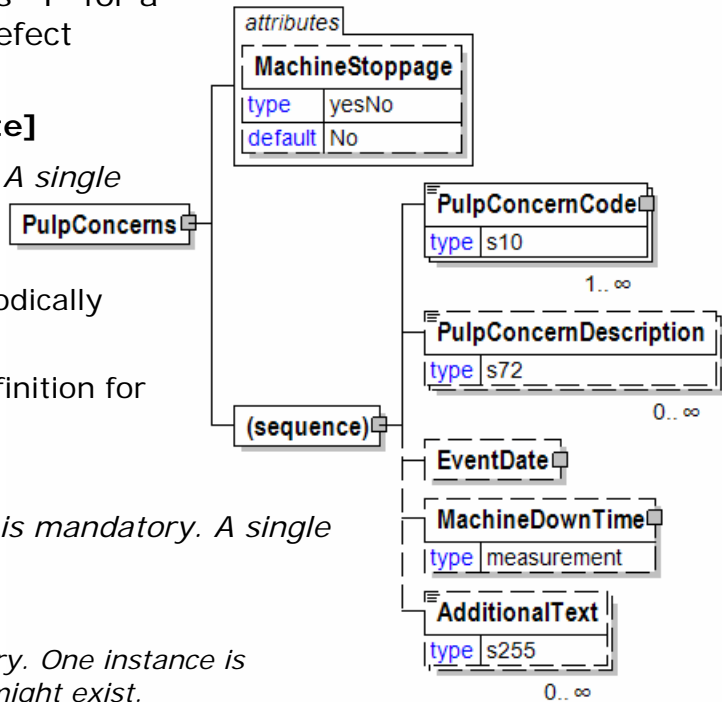 for a
efect
te]
A single
odically
finition for
is mandatory. A single
ry. One instance is
might exist.
attributes
MachineStoppage
type yesNo
default No
PulpConcerns
(sequence)
PulpConcernCode
type s10
1.. ∞
PulpConcernDescription
type s72
0.. ∞
EventDate
MachineDownTime
type measurement
AdditionalText
type s255
0.. ∞